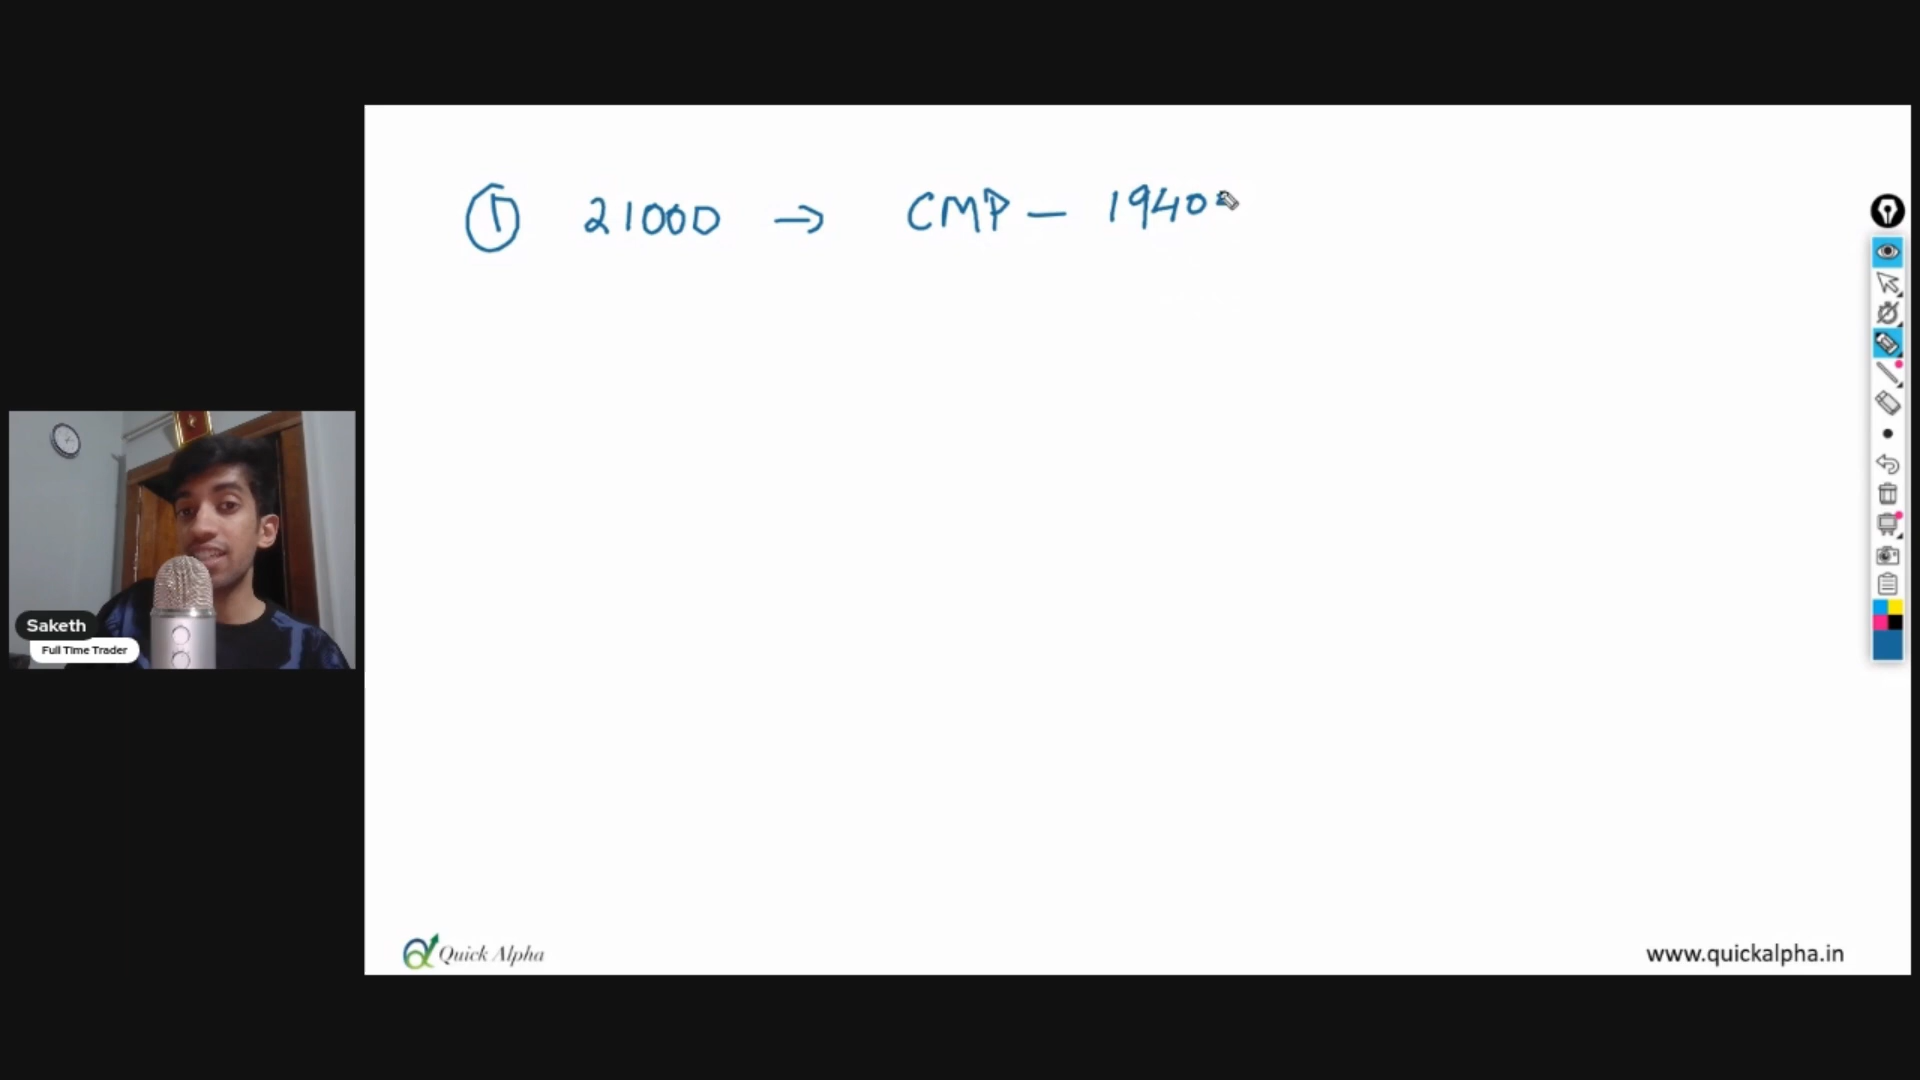 ① 21000 → CMP — 1940
Saketh
Full Time Trader
Quick Alpha
www.quickalpha.in